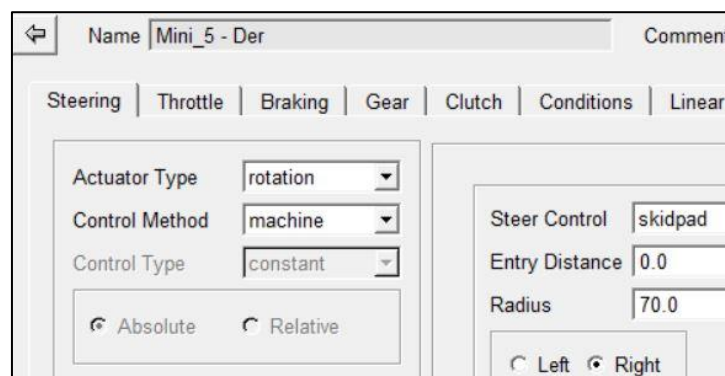 Name Mini_5 - Der Comment
Steering Throttle Braking Gear Clutch Conditions Linear
Actuator Type rotation
Control Method machine
Control Type constant
Absolute Relative
Steer Control skidpad
Entry Distance 0.0
Radius 70.0
Left Right